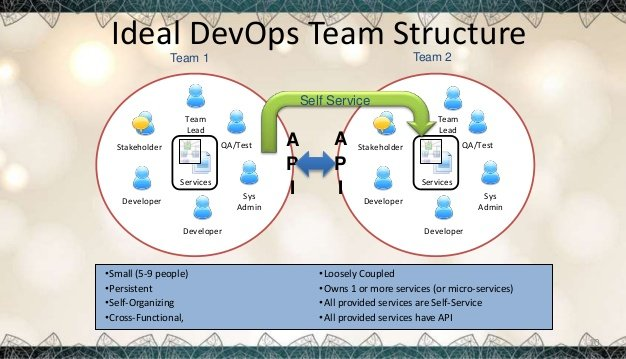 Ideal DevOps Team Structure
Team 1
Team 2
Self Service
Team
Lead
Stakeholder
QA/Test
Services
Developer
Sys
Admin
Developer
A
P
I
A
P
I
Team
Lead
Stakeholder
QA/Test
Services
Developer
Sys
Admin
Developer
•Small (5-9 people)
•Persistent
•Self-Organizing
•Cross-Functional,
•Loosely Coupled
•Owns 1 or more services (or micro-services)
•All provided services are Self-Service
•All provided services have API